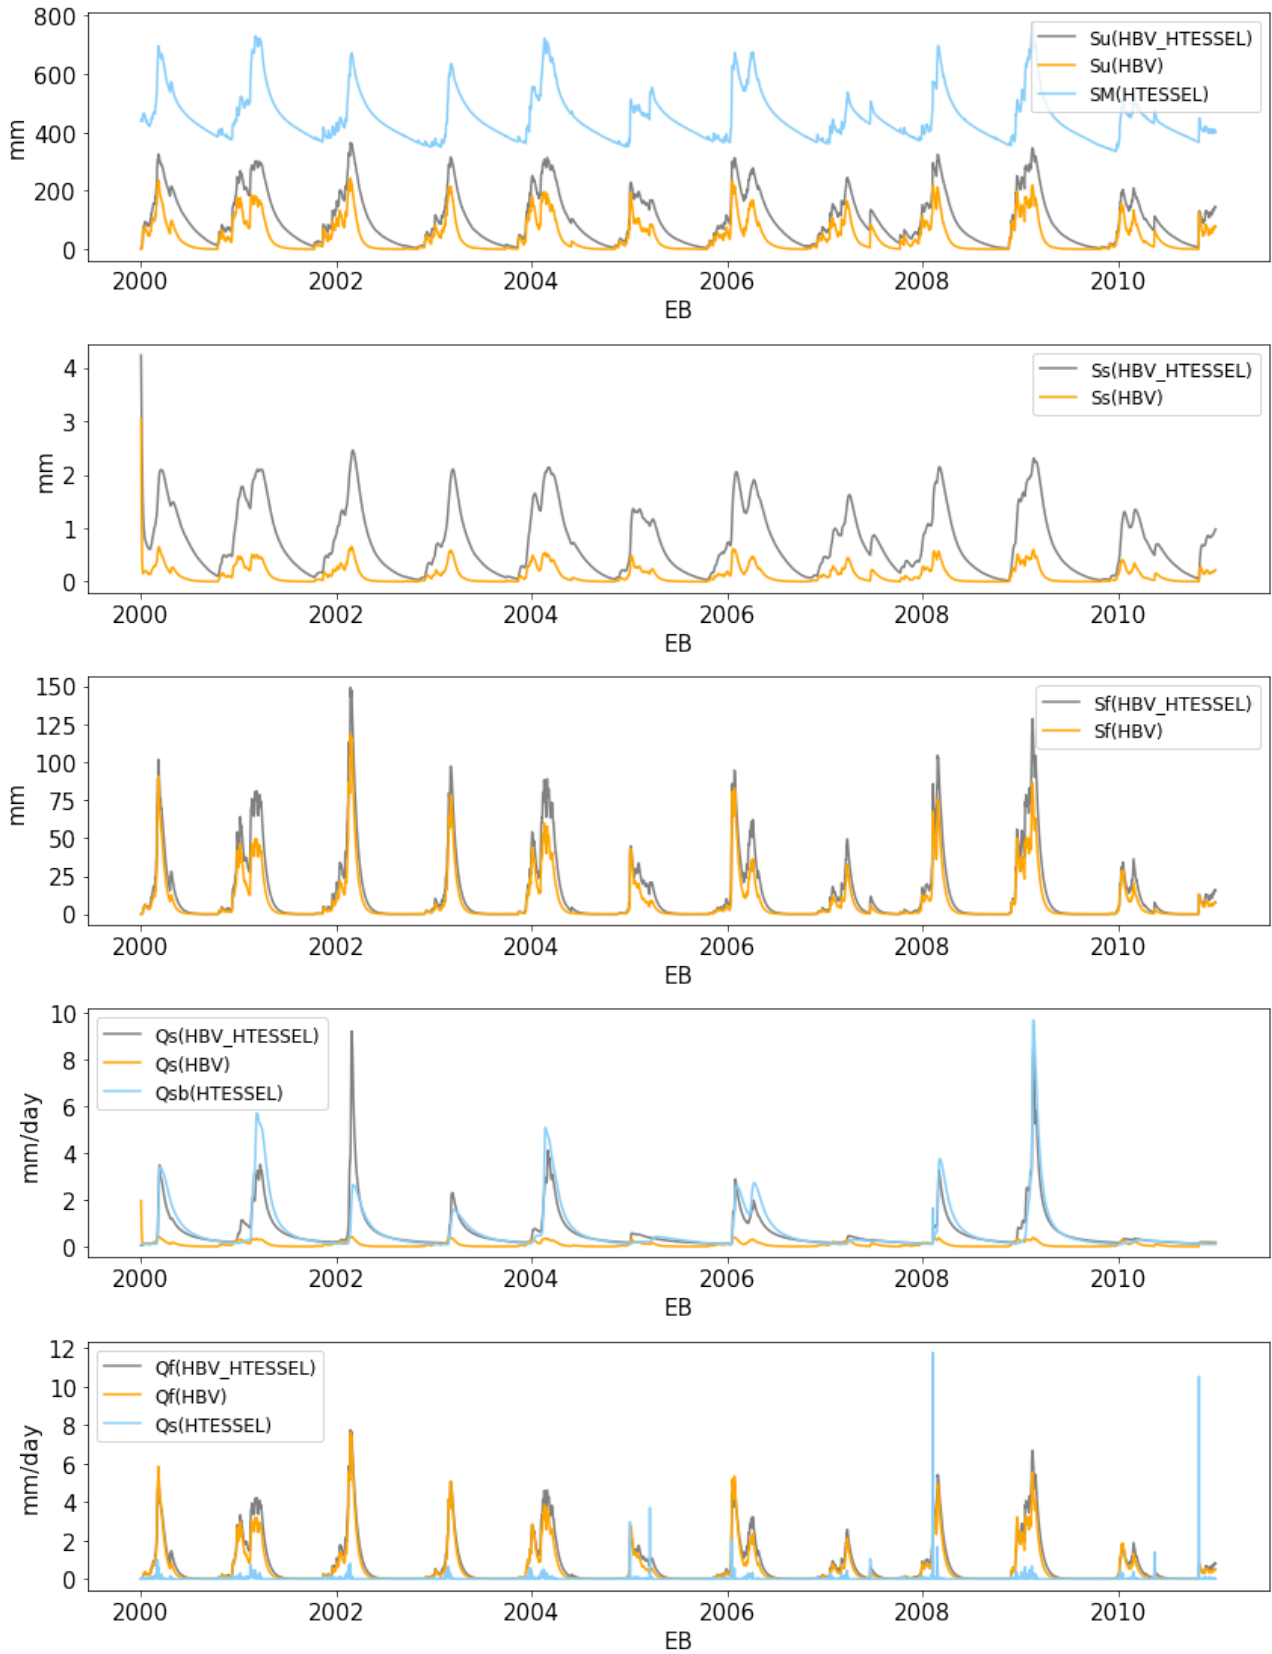 800
600
400
200
0
mm
Su(HBV_HTESSEL)
Su(HBV)
SM(HTESSEL)
2000 2002 2004 2006 2008 2010
EB
4
3
2
1
0
mm
Ss(HBV_HTESSEL)
Ss(HBV)
2000 2002 2004 2006 2008 2010
EB
150
125
100
75
50
25
0
mm
Sf(HBV_HTESSEL)
Sf(HBV)
2000 2002 2004 2006 2008 2010
EB
10
8
6
4
2
0
mm/day
Qs(HBV_HTESSEL)
Qs(HBV)
Qsb(HTESSEL)
2000 2002 2004 2006 2008 2010
EB
12
10
8
6
4
2
0
mm/day
Qf(HBV_HTESSEL)
Qf(HBV)
Qs(HTESSEL)
2000 2002 2004 2006 2008 2010
EB